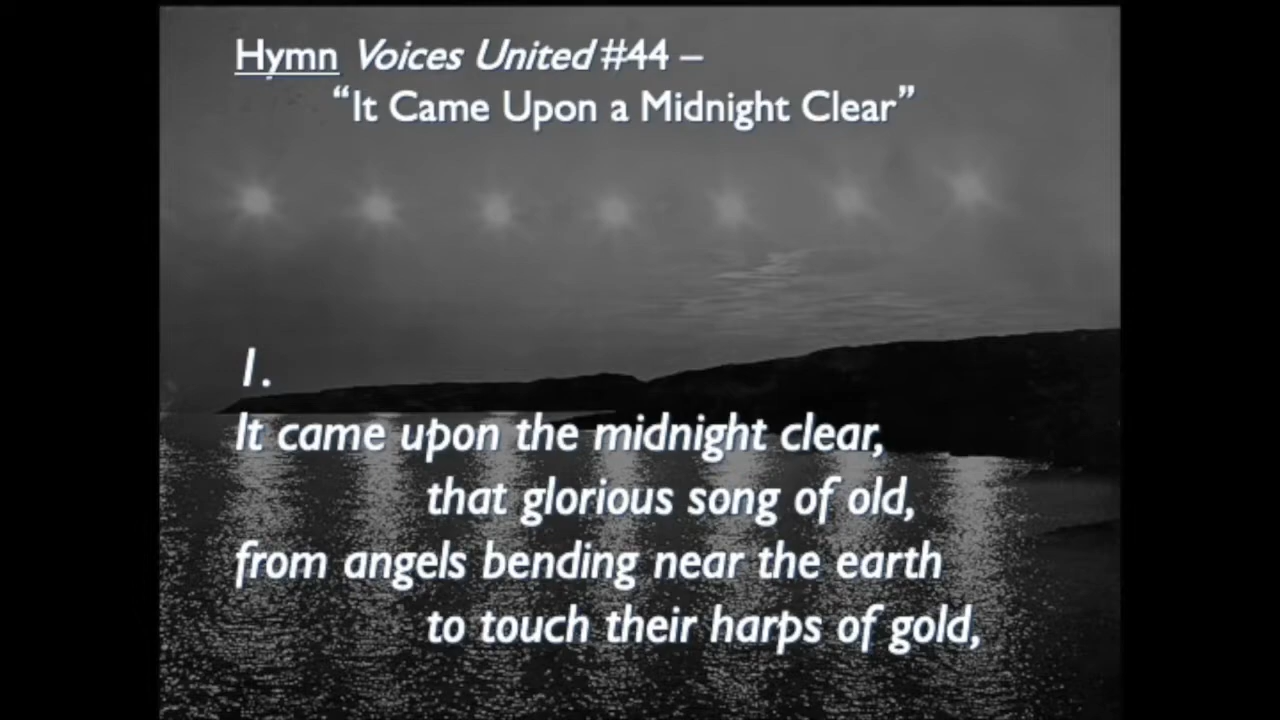 Hymn Voices United #44 –
“It Came Upon a Midnight Clear”
1.
It came upon the midnight clear,
that glorious song of old,
from angels bending near the earth
to touch their harps of gold,